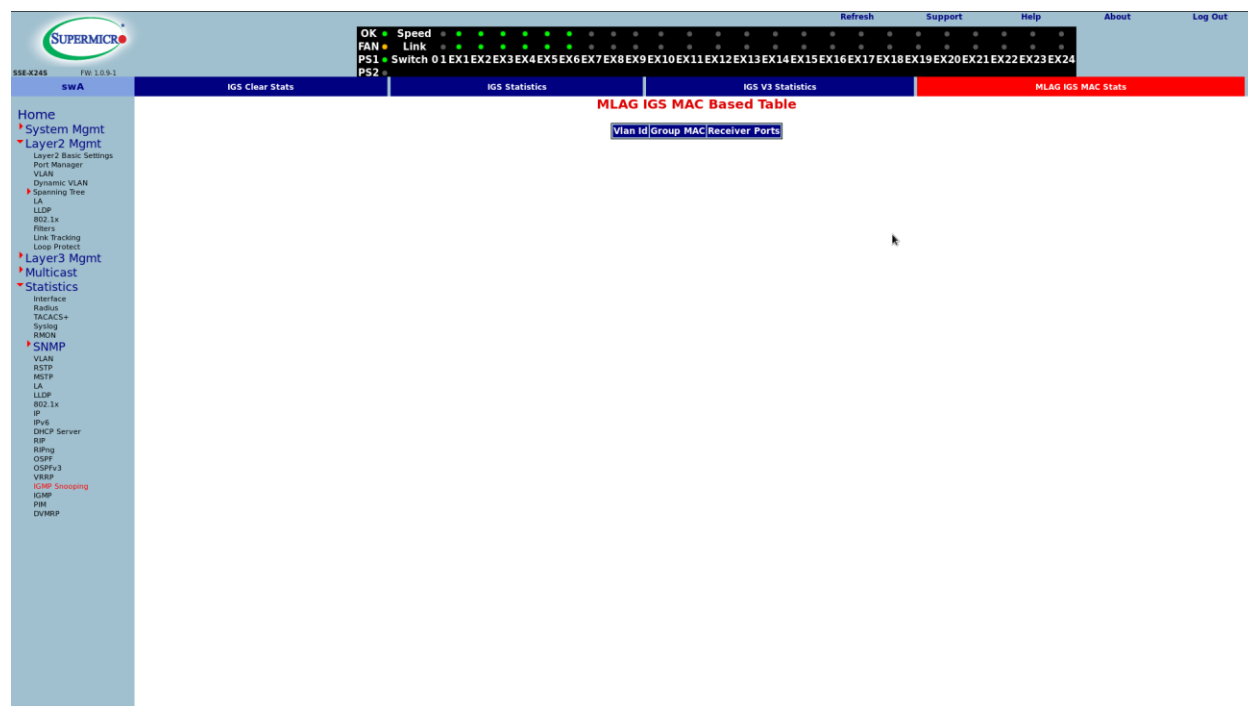 Refresh Support Help About Log Out
SUPERMICR
OK Speed
FAN Link
PS1 Switch 0 1 EX1 EX2 EX3 EX4 EX5 EX6 EX7 EX8 EX9 EX10 EX11 EX12 EX13 EX14 EX15 EX16 EX17 EX18 EX19 EX20 EX21 EX22 EX23 EX24
PS2
SSE-X24S FW: 1.0.9-1
swA IGS Clear Stats IGS Statistics IGS V3 Statistics MLAG IGS MAC Stats
MLAG IGS MAC Based Table
Vlan Id Group MAC Receiver Ports
Home
System Mgmt
Layer2 Mgmt
Layer2 Basic Settings
Port Manager
VLAN
Dynamic VLAN
Spanning Tree
LA
LLDP
802.1x
Filters
Link Tracking
Loop Protect
Layer3 Mgmt
Multicast
Statistics
Interface
Radius
TACACS+
Syslog
RMON
SNMP
VLAN
RSTP
MSTP
LA
LLDP
802.1x
IP
IPv6
DHCP Server
RIP
RIPng
OSPF
OSPFv3
VRRP
IGMP Snooping
IGMP
PIM
DVMRP